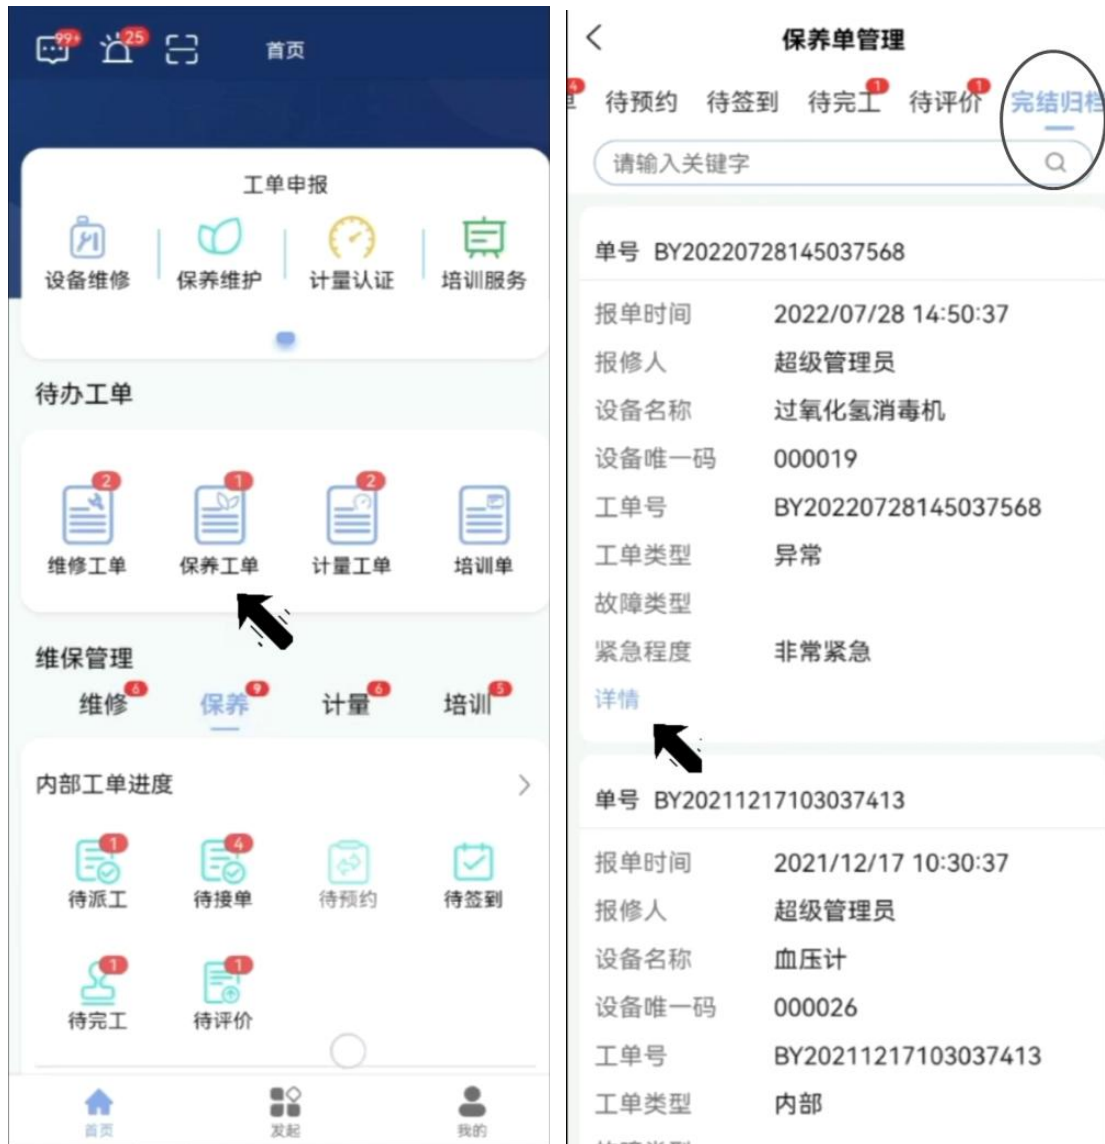 99+ 25 首页
工单申报
设备维修 保养维护 计量认证 培训服务
待办工单
2 1 2
维修工单 保养工单 计量工单 培训单
维保管理
维修 6 保养 9 计量 6 培训 5
内部工单进度
1 4
待派工 待接单 待预约 待签到
1 1
待完工 待评价
首页 发起 我的
保养单管理
4 待预约 待签到 待完工 1 待评价 1 完结归档
请输入关键字
单号 BY20220728145037568
报单时间 2022/07/28 14:50:37
报修人 超级管理员
设备名称 过氧化氢消毒机
设备唯一码 000019
工单号 BY20220728145037568
工单类型 异常
故障类型
紧急程度 非常紧急
详情
单号 BY20211217103037413
报单时间 2021/12/17 10:30:37
报修人 超级管理员
设备名称 血压计
设备唯一码 000026
工单号 BY20211217103037413
工单类型 内部